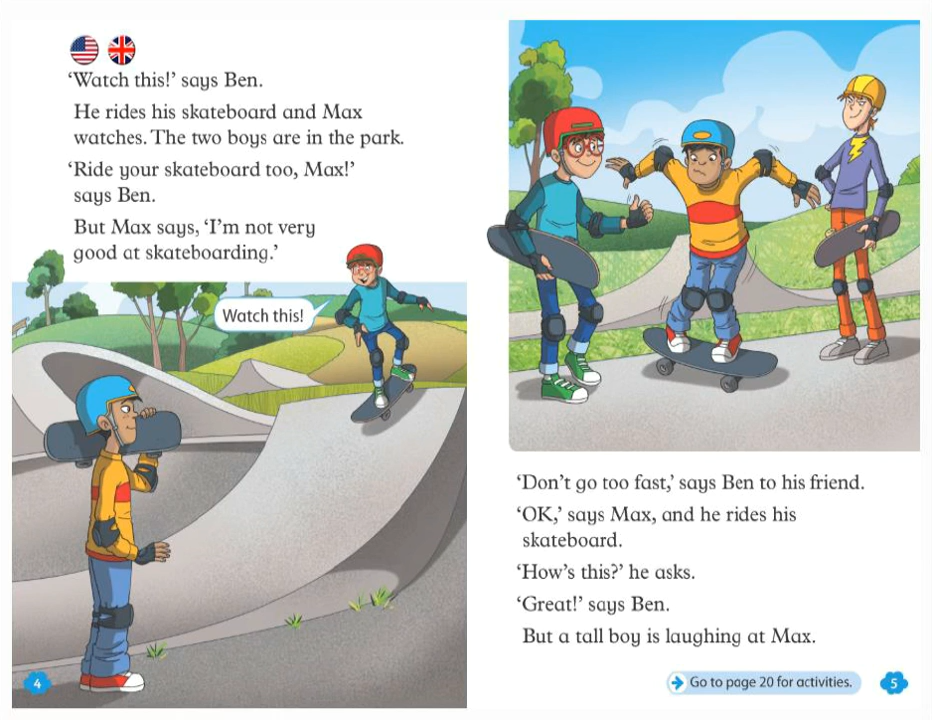 ‘Watch this!’ says Ben.
He rides his skateboard and Max
watches. The two boys are in the park.
‘Ride your skateboard too, Max!’
says Ben.
But Max says, ‘I’m not very
good at skateboarding.’
Watch this!
4
‘Don’t go too fast,’ says Ben to his friend.
‘OK,’ says Max, and he rides his
skateboard.
‘How’s this?’ he asks.
‘Great!’ says Ben.
But a tall boy is laughing at Max.
Go to page 20 for activities.
5